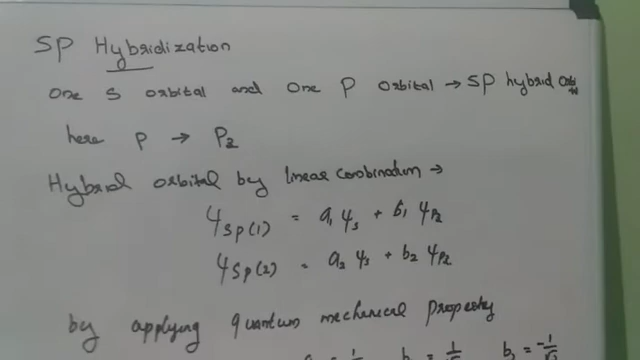 SP Hybridization
One S orbital and One P orbital → SP hybrid
here P → Pz
Hybrid orbital by linear Combination →
Ψsp(1) = a₁ Ψs + b₁ Ψpz
Ψsp(2) = a₂ Ψs + b₂ Ψpz
by applying quantum mechanical property